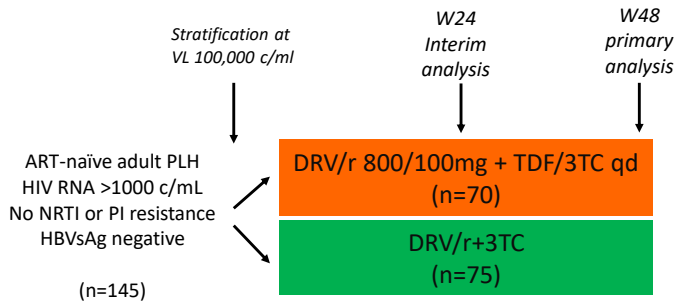 Stratification at
VL 100,000 c/ml
W24
Interim
analysis
W48
primary
analysis
ART-naïve adult PLH
HIV RNA >1000 c/mL
No NRTI or PI resistance
HBVsAg negative
(n=145)
DRV/r 800/100mg + TDF/3TC qd
(n=70)
DRV/r+3TC
(n=75)